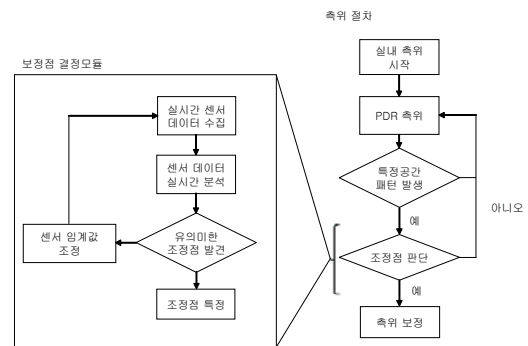 측위 절차
실내 측위
시작
PDR 측위
특정공간
패턴 발생
아니오
예
조정점 판단
예
측위 보정
보정점 결정모듈
실시간 센서
데이터 수집
센서 데이터
실시간 분석
유의미한
조정점 발견
센서 임계값
조정
조정점 특정